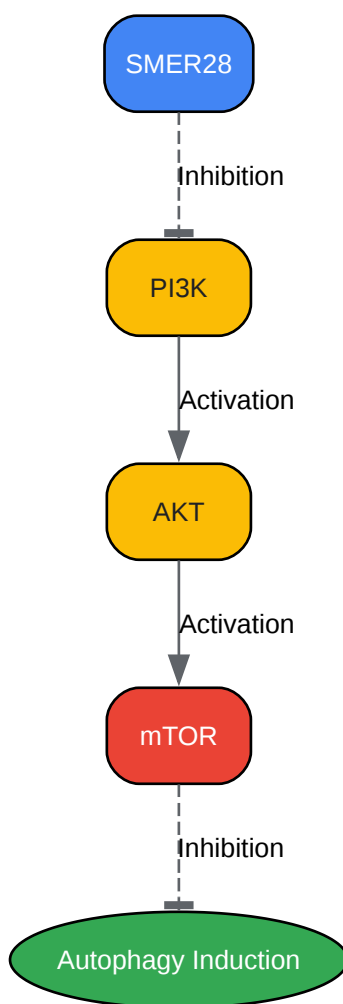 SMER28
Inhibition
PI3K
Activation
AKT
Activation
mTOR
Inhibition
Autophagy Induction